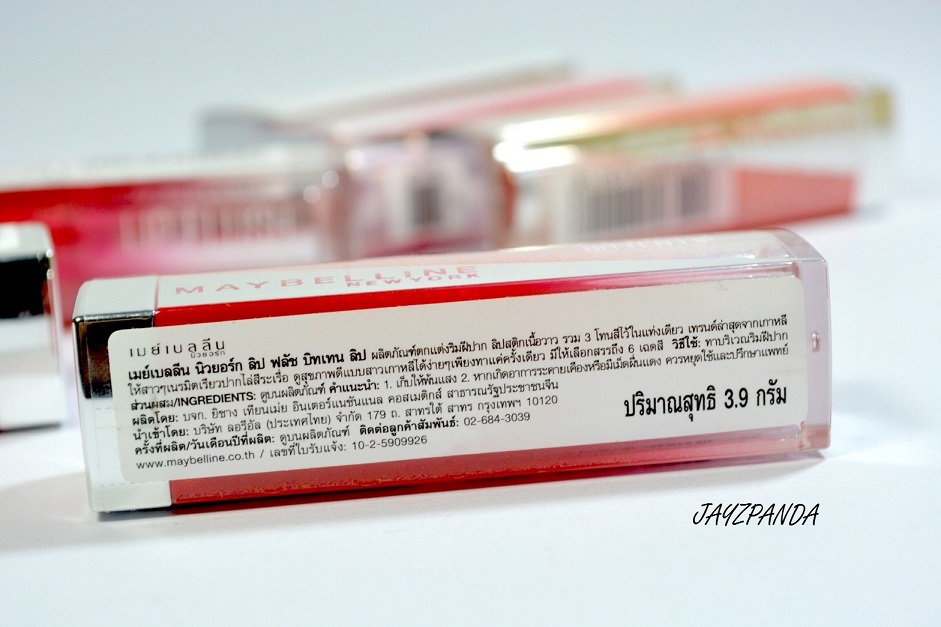 MAYBELLINE
NEW YORK
เมย์เบลลีน
นิวยอร์ก
เมย์เบลลีน นิวยอร์ก ลิป ฟลัช บิทเทน ลิป ผลิตภัณฑ์ตกแต่งริมฝีปาก ลิปสติกเนื้อวาว รวม 3 โทนสีไว้ในแท่งเดียว เทรนด์ล่าสุดจากเกาหลี
ให้สาวๆเนรมิตเรียวปากไล่สีระเรื่อ ดูสุขภาพดีแบบสาวเกาหลีได้ง่ายๆเพียงทาแค่ครั้งเดียว มีให้เลือกสรรถึง 6 เฉดสี วิธีใช้: ทาบริเวณริมฝีปาก
ส่วนผสม/INGREDIENTS: ดูบนผลิตภัณฑ์ คำแนะนำ: 1. เก็บให้พ้นแสง 2. หากเกิดอาการระคายเคืองหรือมีเม็ดผื่นแดง ควรหยุดใช้และปรึกษาแพทย์
ผลิตโดย: บจก. ยิชาง เทียนเม่ย อินเตอร์แนชันแนล คอสเมติกส์ สาธารณรัฐประชาชนจีน
นำเข้าโดย: บริษัท ลอรีอัล (ประเทศไทย) จำกัด 179 ถ. สาทรใต้ สาทร กรุงเทพฯ 10120
ครั้งที่ผลิต/วันเดือนปีที่ผลิต: ดูบนผลิตภัณฑ์ ติดต่อลูกค้าสัมพันธ์: 02-684-3039
www.maybelline.co.th / เลขที่ใบรับแจ้ง: 10-2-5909926
ปริมาณสุทธิ 3.9 กรัม
JAYZPANDA